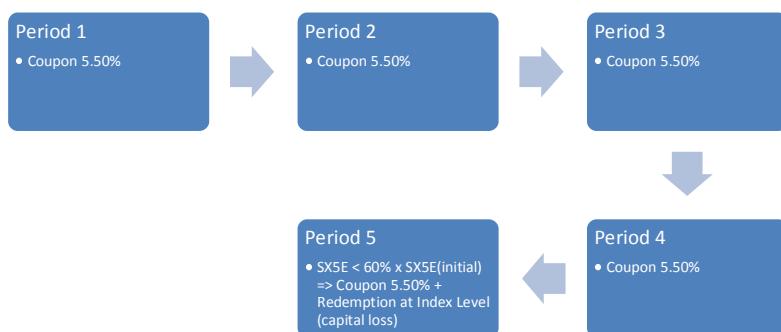 Period 1
• Coupon 5.50%
Period 2
• Coupon 5.50%
Period 3
• Coupon 5.50%
Period 4
• Coupon 5.50%
Period 5
• SX5E < 60% x SX5E(initial)
=> Coupon 5.50% +
Redemption at Index Level
(capital loss)